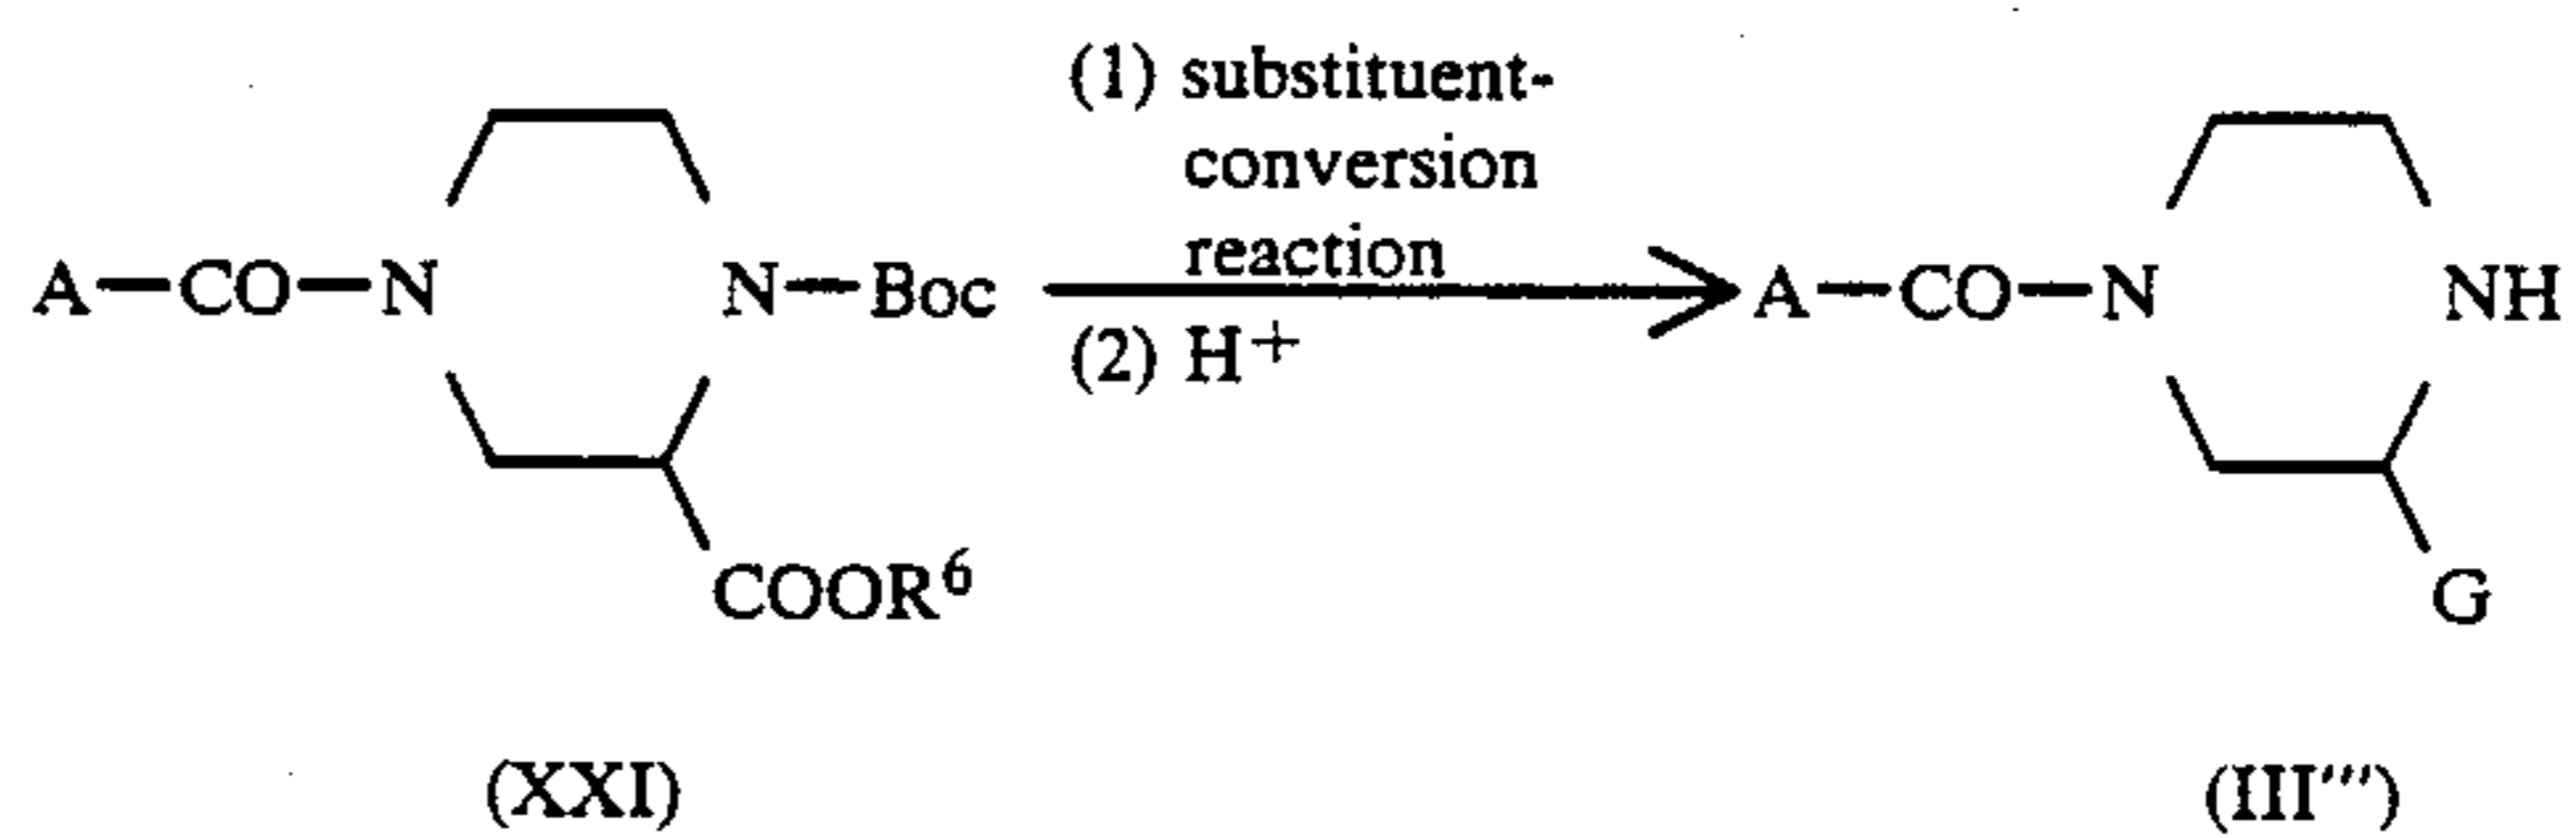 (1) substituent-
conversion
reaction
A—CO—N N—Boc A—CO—N NH
(2) H+
COOR6 G
(XXI) (III''')